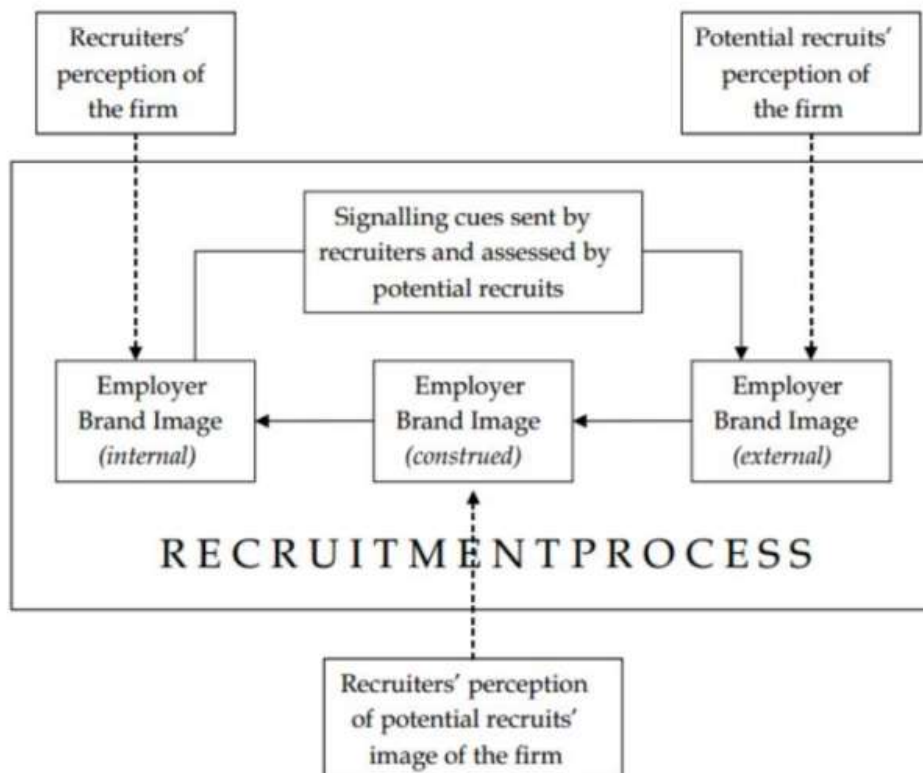 Recruiters'
perception of
the firm
Potential recruits'
perception of
the firm
Signalling cues sent by
recruiters and assessed by
potential recruits
Employer
Brand Image
(internal)
Employer
Brand Image
(construed)
Employer
Brand Image
(external)
RECRUITMENTPROCESS
Recruiters' perception
of potential recruits'
image of the firm